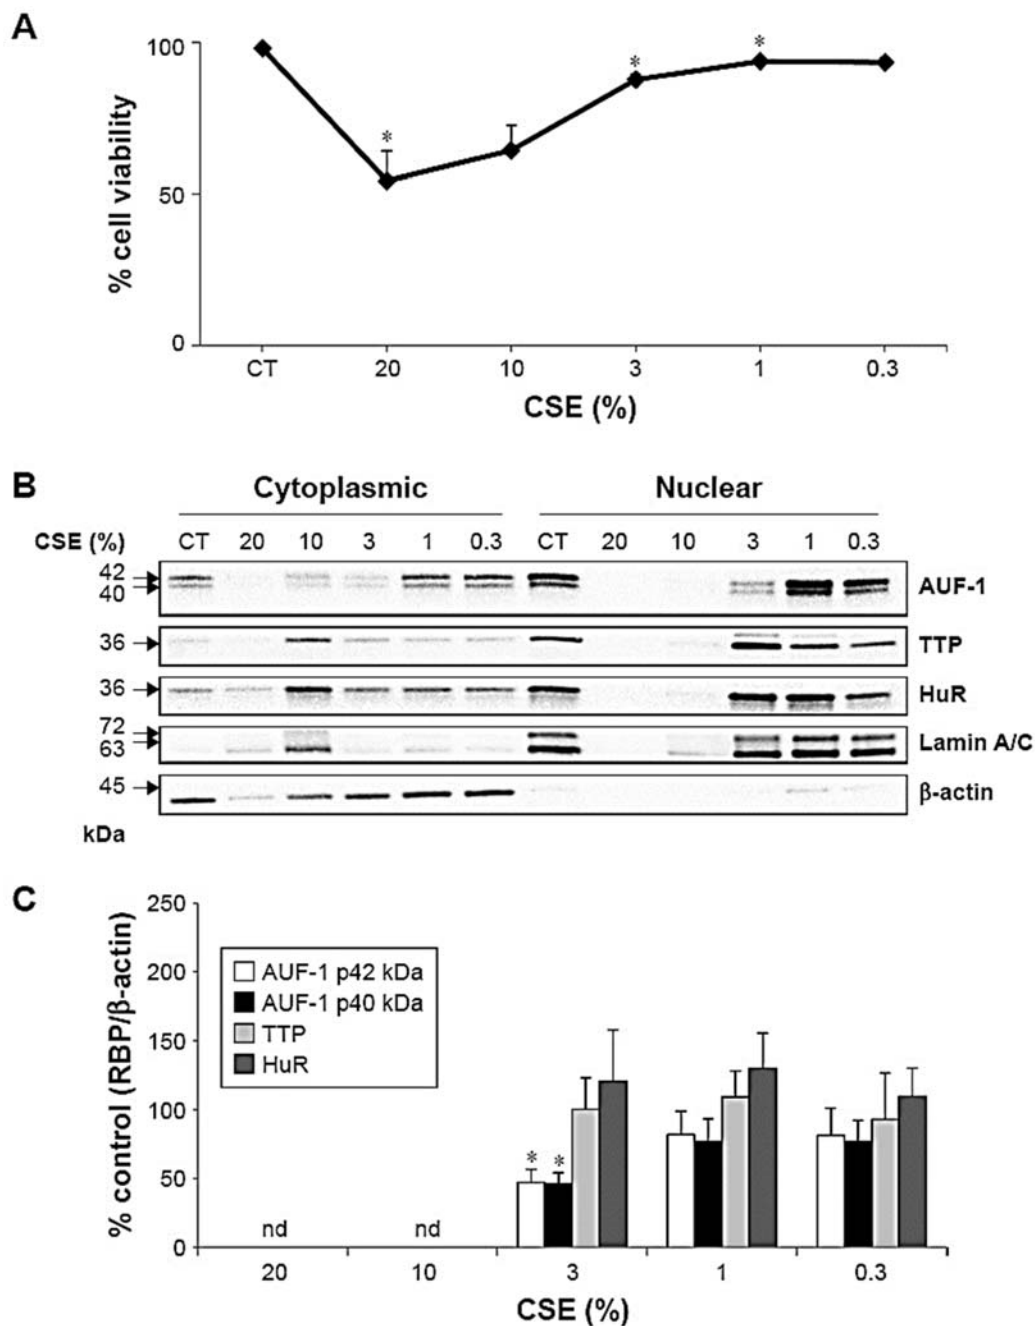 A
100
50
0
% cell viability
*
*
*
CT 20 10 3 1 0.3
CSE (%)
B
Cytoplasmic Nuclear
CSE (%) CT 20 10 3 1 0.3 CT 20 10 3 1 0.3
42
40
AUF-1
36
TTP
36
HuR
72
63
Lamin A/C
45
β-actin
kDa
C
% control (RBP/β-actin)
250
200
150
100
50
0
AUF-1 p42 kDa
AUF-1 p40 kDa
TTP
HuR
* *
nd nd
20 10 3 1 0.3
CSE (%)